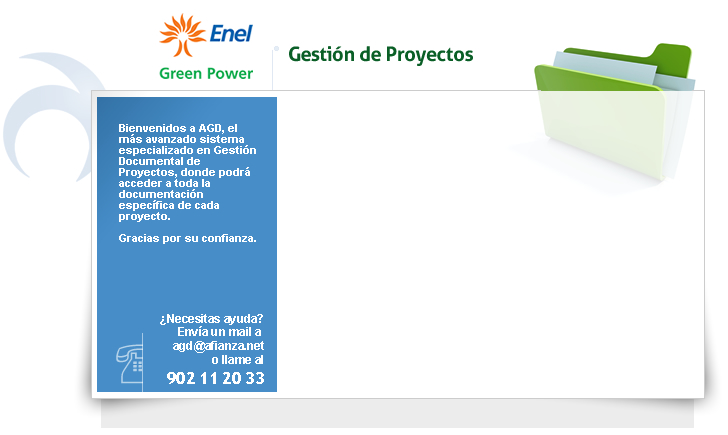 Enel
Green Power
Gestión de Proyectos
Bienvenidos a AGD, el
más avanzado sistema
especializado en Gestión
Documental de
Proyectos, donde podrá
acceder a toda la
documentación
específica de cada
proyecto.
Gracias por su confianza.
¿Necesitas ayuda?
Envía un mail a
agd@afianza.net
o llame al
902 11 20 33